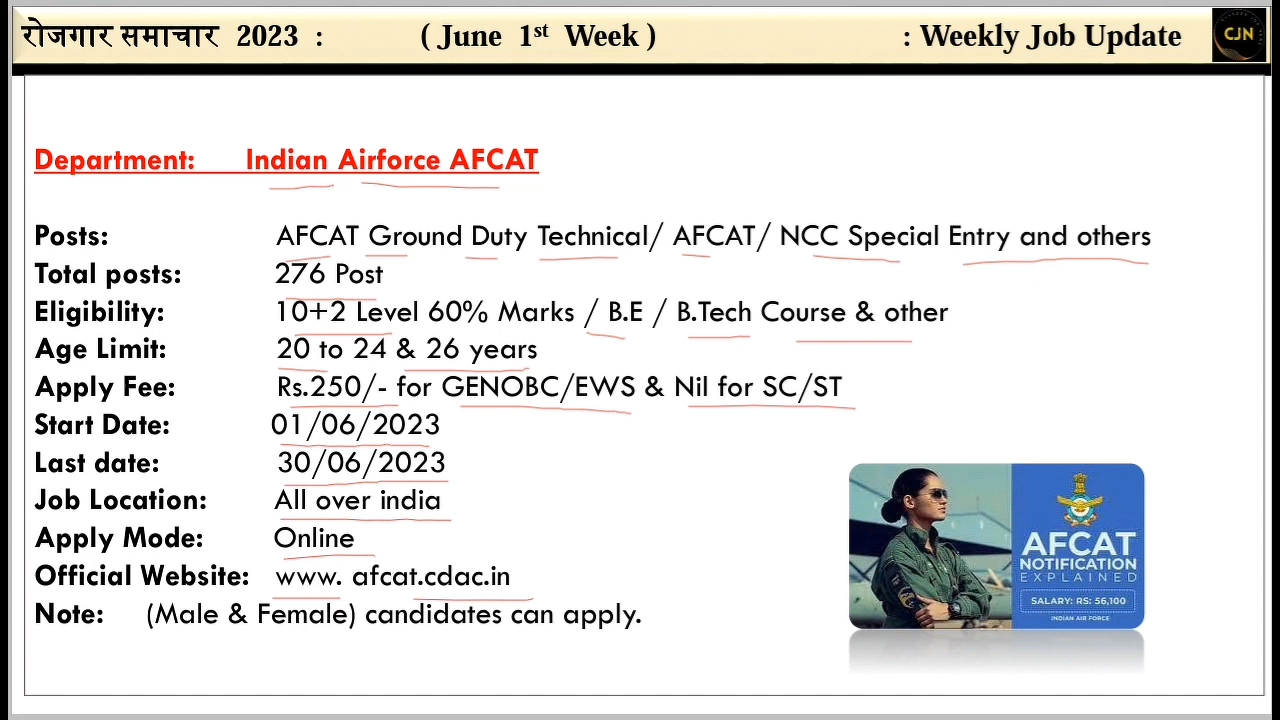 रोजगार समाचार 2023 : ( June 1st Week ) : Weekly Job Update
CJN
Department: Indian Airforce AFCAT
Posts: AFCAT Ground Duty Technical/ AFCAT/ NCC Special Entry and others
Total posts: 276 Post
Eligibility: 10+2 Level 60% Marks / B.E / B.Tech Course & other
Age Limit: 20 to 24 & 26 years
Apply Fee: Rs.250/- for GENOBC/EWS & Nil for SC/ST
Start Date: 01/06/2023
Last date: 30/06/2023
Job Location: All over india
Apply Mode: Online
Official Website: www. afcat.cdac.in
Note: (Male & Female) candidates can apply.
AFCAT
NOTIFICATION
EXPLAINED
SALARY: RS: 56,100
INDIAN AIR FORCE